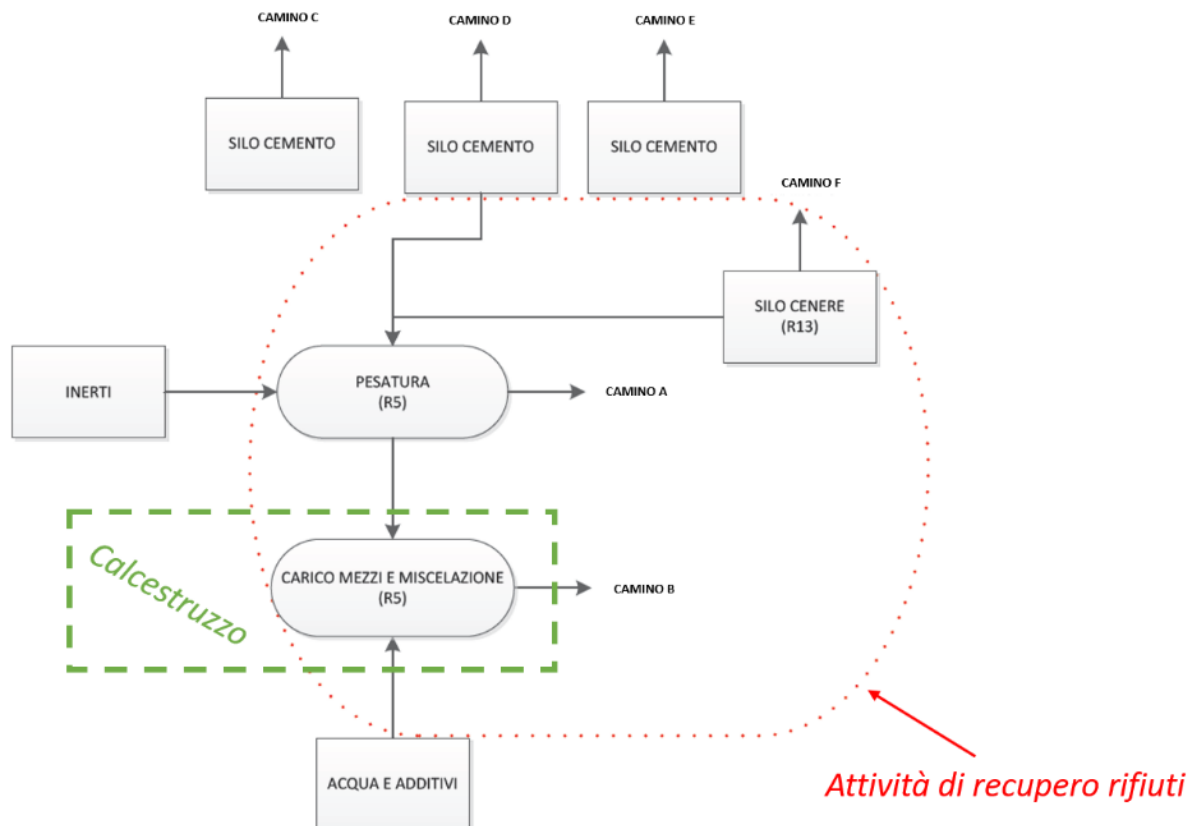 CAMINO C
CAMINO D
CAMINO E
SILO CEMENTO
SILO CEMENTO
SILO CEMENTO
CAMINO F
SILO CENERE
(R13)
INERTI
PESATURA
(R5)
CAMINO A
Calcestruzzo
CARICO MEZZI E MISCELAZIONE
(R5)
CAMINO B
ACQUA E ADDITIVI
Attività di recupero rifiuti